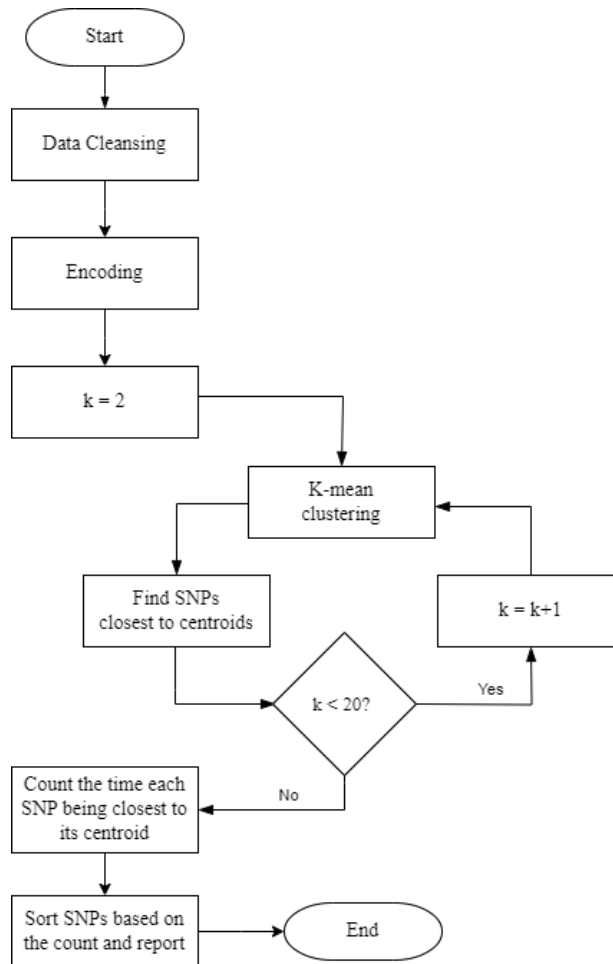 Start
Data Cleansing
Encoding
k = 2
K-mean
clustering
Find SNPs
closest to centroids
k = k+1
k < 20?
Yes
No
Count the time each
SNP being closest to
its centroid
Sort SNPs based on
the count and report
End